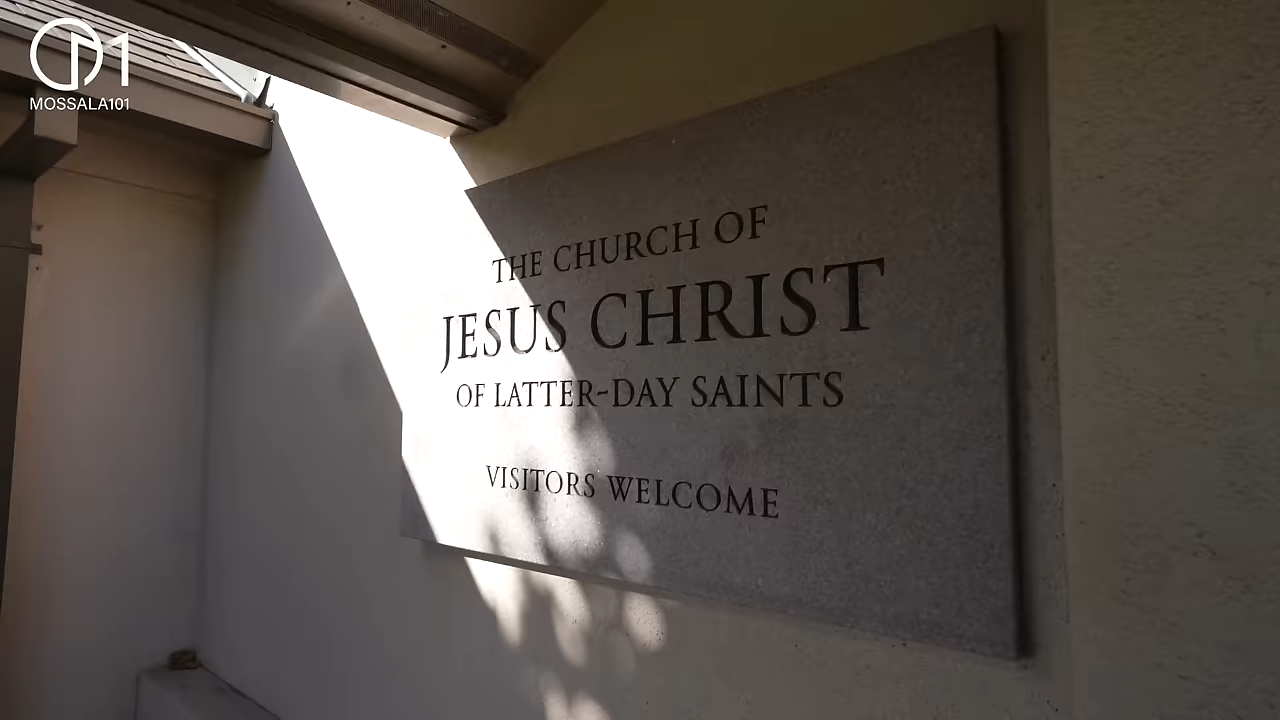 MOSSALA101
THE CHURCH OF
JESUS CHRIST
OF LATTER-DAY SAINTS
VISITORS WELCOME